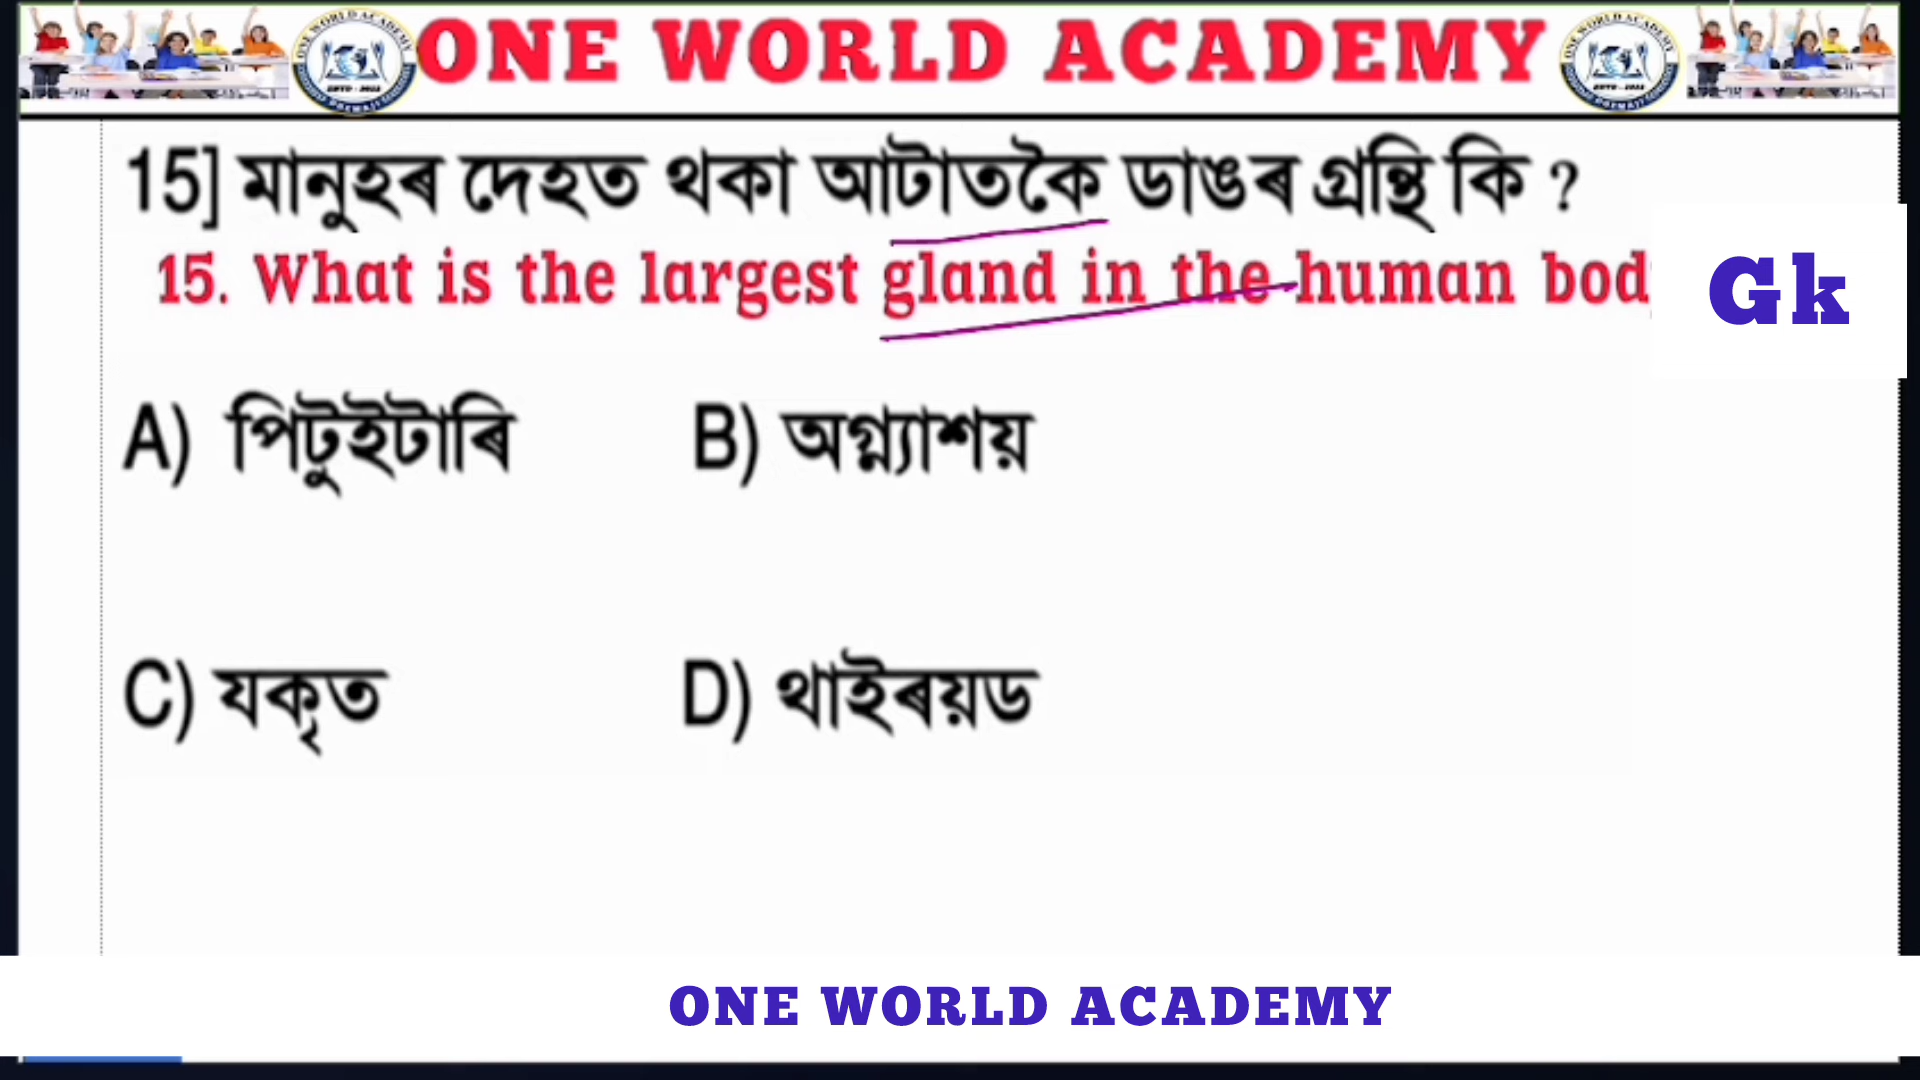 ONE WORLD ACADEMY
15] মানুহৰ দেহত থকা আটাতকৈ ডাঙৰ গ্ৰন্থি কি ?
15. What is the largest gland in the human bod
Gk
A) পিটুইটাৰি B) অগ্ন্যাশয়
C) যকৃত D) থাইৰয়ড
ONE WORLD ACADEMY